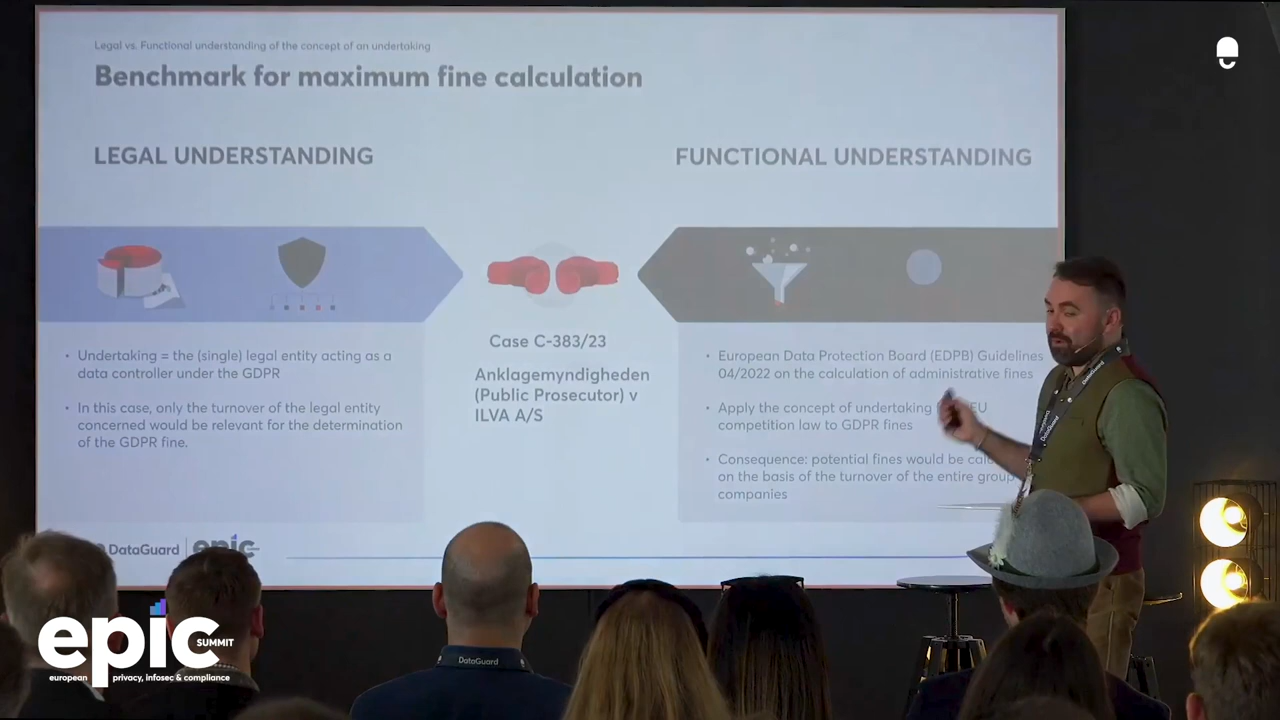 Legal vs. Functional understanding of the concept of an undertaking
Benchmark for maximum fine calculation
LEGAL UNDERSTANDING
FUNCTIONAL UNDERSTANDING
• Undertaking = the (single) legal entity acting as a
data controller under the GDPR
• In this case, only the turnover of the legal entity
concerned would be relevant for the determination
of the GDPR fine.
Case C-383/23
Anklagemyndigheden
(Public Prosecutor) v
ILVA A/S
• European Data Protection Board (EDPB) Guidelines
04/2022 on the calculation of administrative fines
• Apply the concept of undertaking EU
competition law to GDPR fines
• Consequence: potential fines would be
on the basis of the turnover of the entire group
companies
DataGuard
epic
DataGuard
DataGuard
DataGuard
epic
SUMMIT
european privacy, infosec & compliance